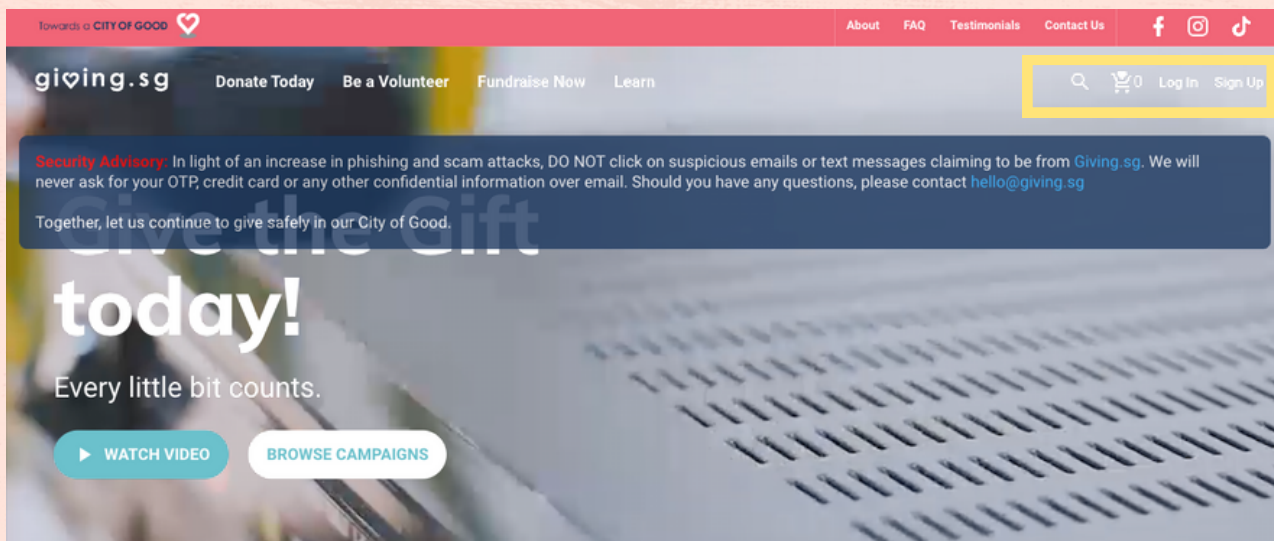 Towards a CITY OF GOOD
About FAQ Testimonials Contact Us
giving.sg Donate Today Be a Volunteer Fundraise Now Learn 0 Log In Sign Up
Security Advisory: In light of an increase in phishing and scam attacks, DO NOT click on suspicious emails or text messages claiming to be from Giving.sg. We will
never ask for your OTP, credit card or any other confidential information over email. Should you have any questions, please contact hello@giving.sg
Together, let us continue to give safely in our City of Good.
Give the Gift
today!
Every little bit counts.
WATCH VIDEO BROWSE CAMPAIGNS